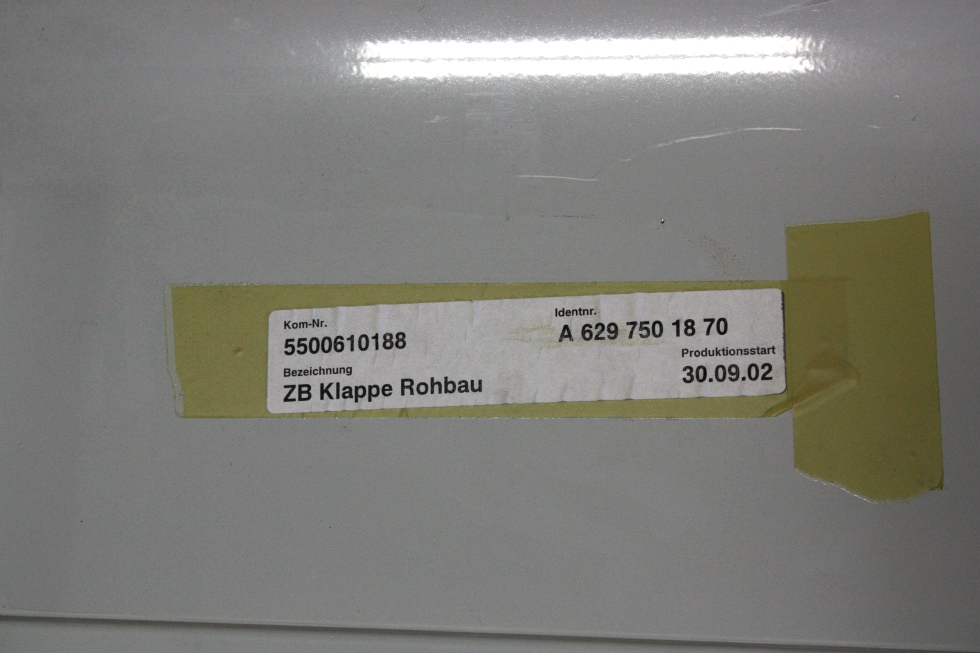 Kom-Nr.
5500610188
Identnr.
A 629 750 18 70
Bezeichnung
ZB Klappe Rohbau
Produktionsstart
30.09.02